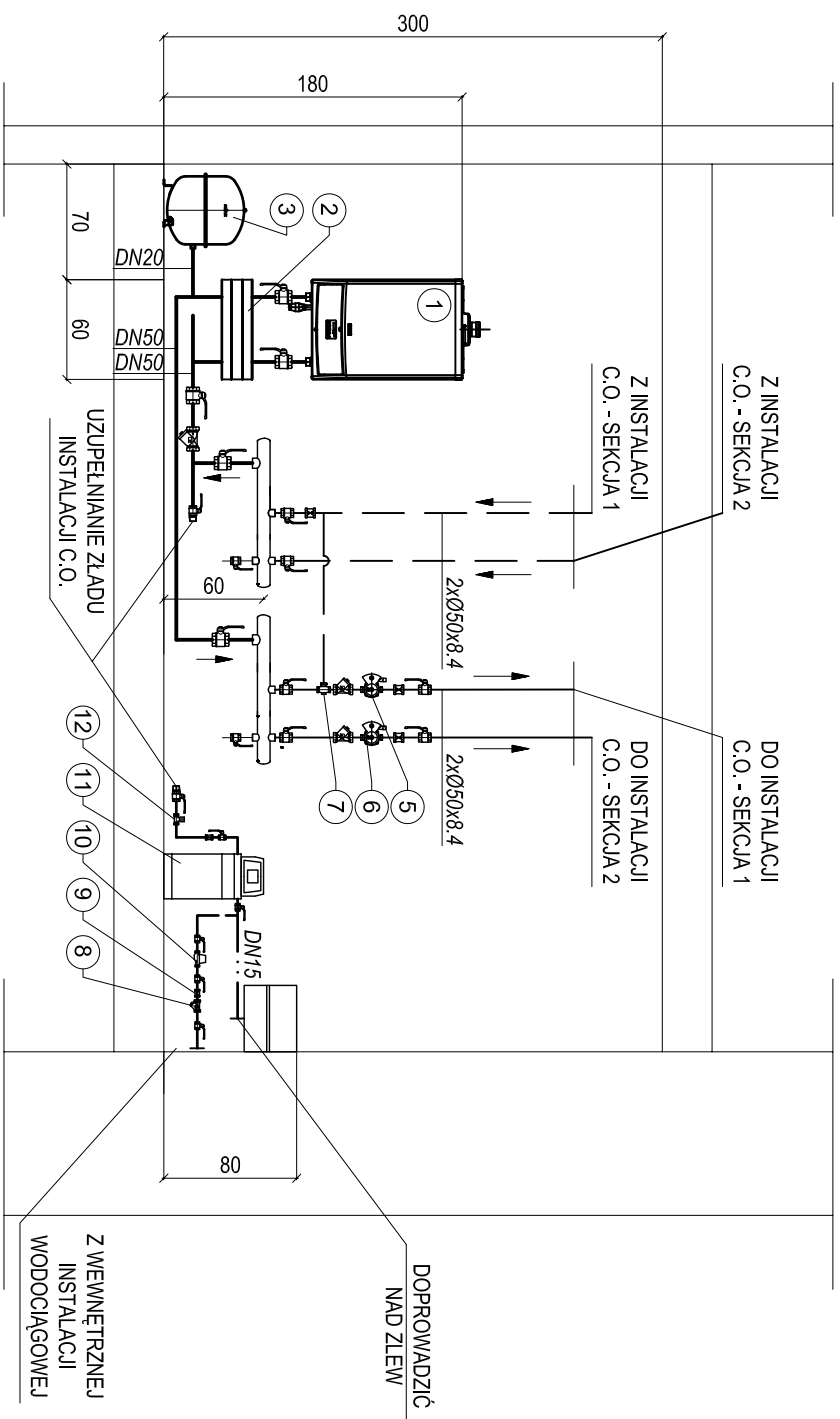 300
180
70
60
DN20
DN50
DN50
1
2
3
Z INSTALACJI
C.O. - SEKCJA 2
Z INSTALACJI
C.O. - SEKCJA 1
DO INSTALACJI
C.O. - SEKCJA 1
DO INSTALACJI
C.O. - SEKCJA 2
2xØ50x8.4
2xØ50x8.4
60
5
6
7
UZUPEŁNIANIE ZŁADU
INSTALACJI C.O.
12
11
10
9
8
DN15
80
DOPROWADZIĆ
NAD ZLEW
Z WEWNĘTRZNEJ
INSTALACJI
WODOCIĄGOWEJ